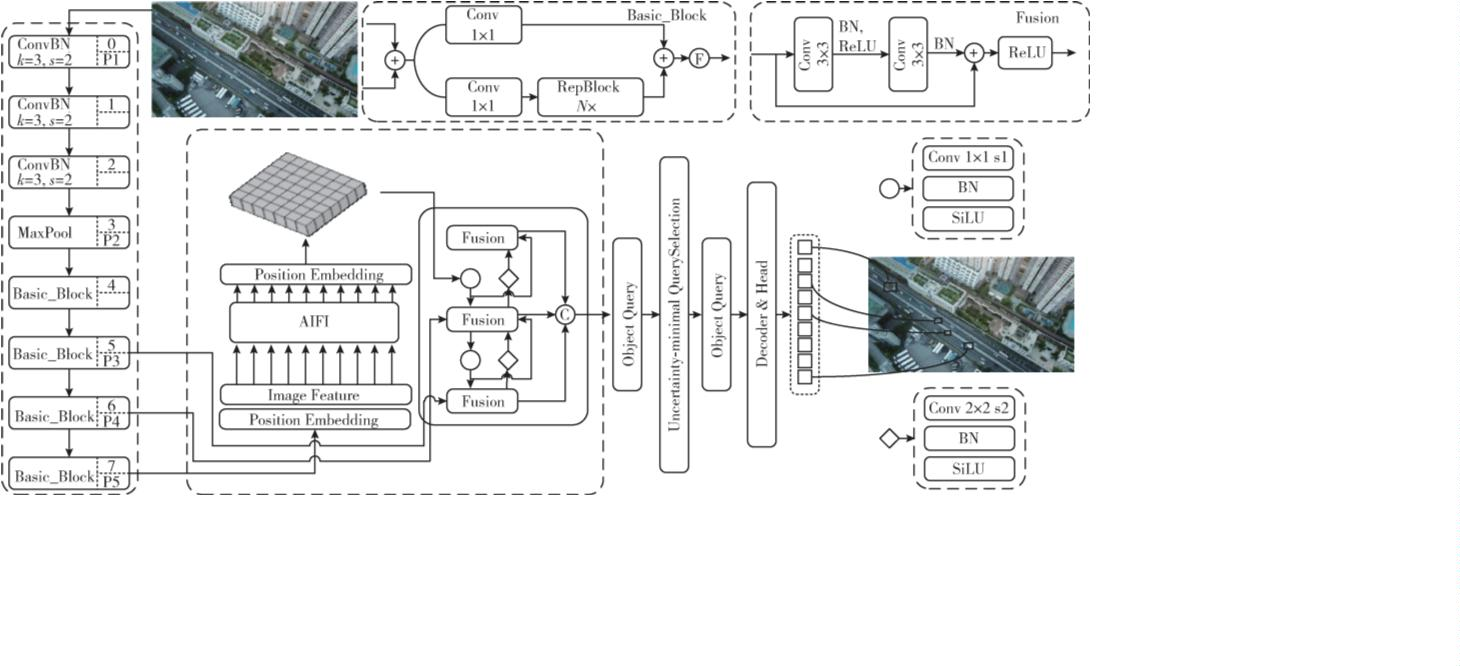 ConvBN
k=3, s=2
0
P1
ConvBN
k=3, s=2
1
ConvBN
k=3, s=2
2
MaxPool
3
P2
Basic_Block
4
Basic_Block
5
P3
Basic_Block
6
P4
Basic_Block
7
P5
Basic_Block
Conv
1×1
+
Conv
1×1
RepBlock
N×
+
F
Fusion
Conv
3×3
BN,
ReLU
Conv
3×3
BN
+
ReLU
Position Embedding
AIFI
Image Feature
Position Embedding
Fusion
Fusion
Fusion
C
Object Query
Uncertainty-minimal QuerySelection
Object Query
Decoder & Head
Conv 1×1 s1
BN
SiLU
Conv 2×2 s2
BN
SiLU